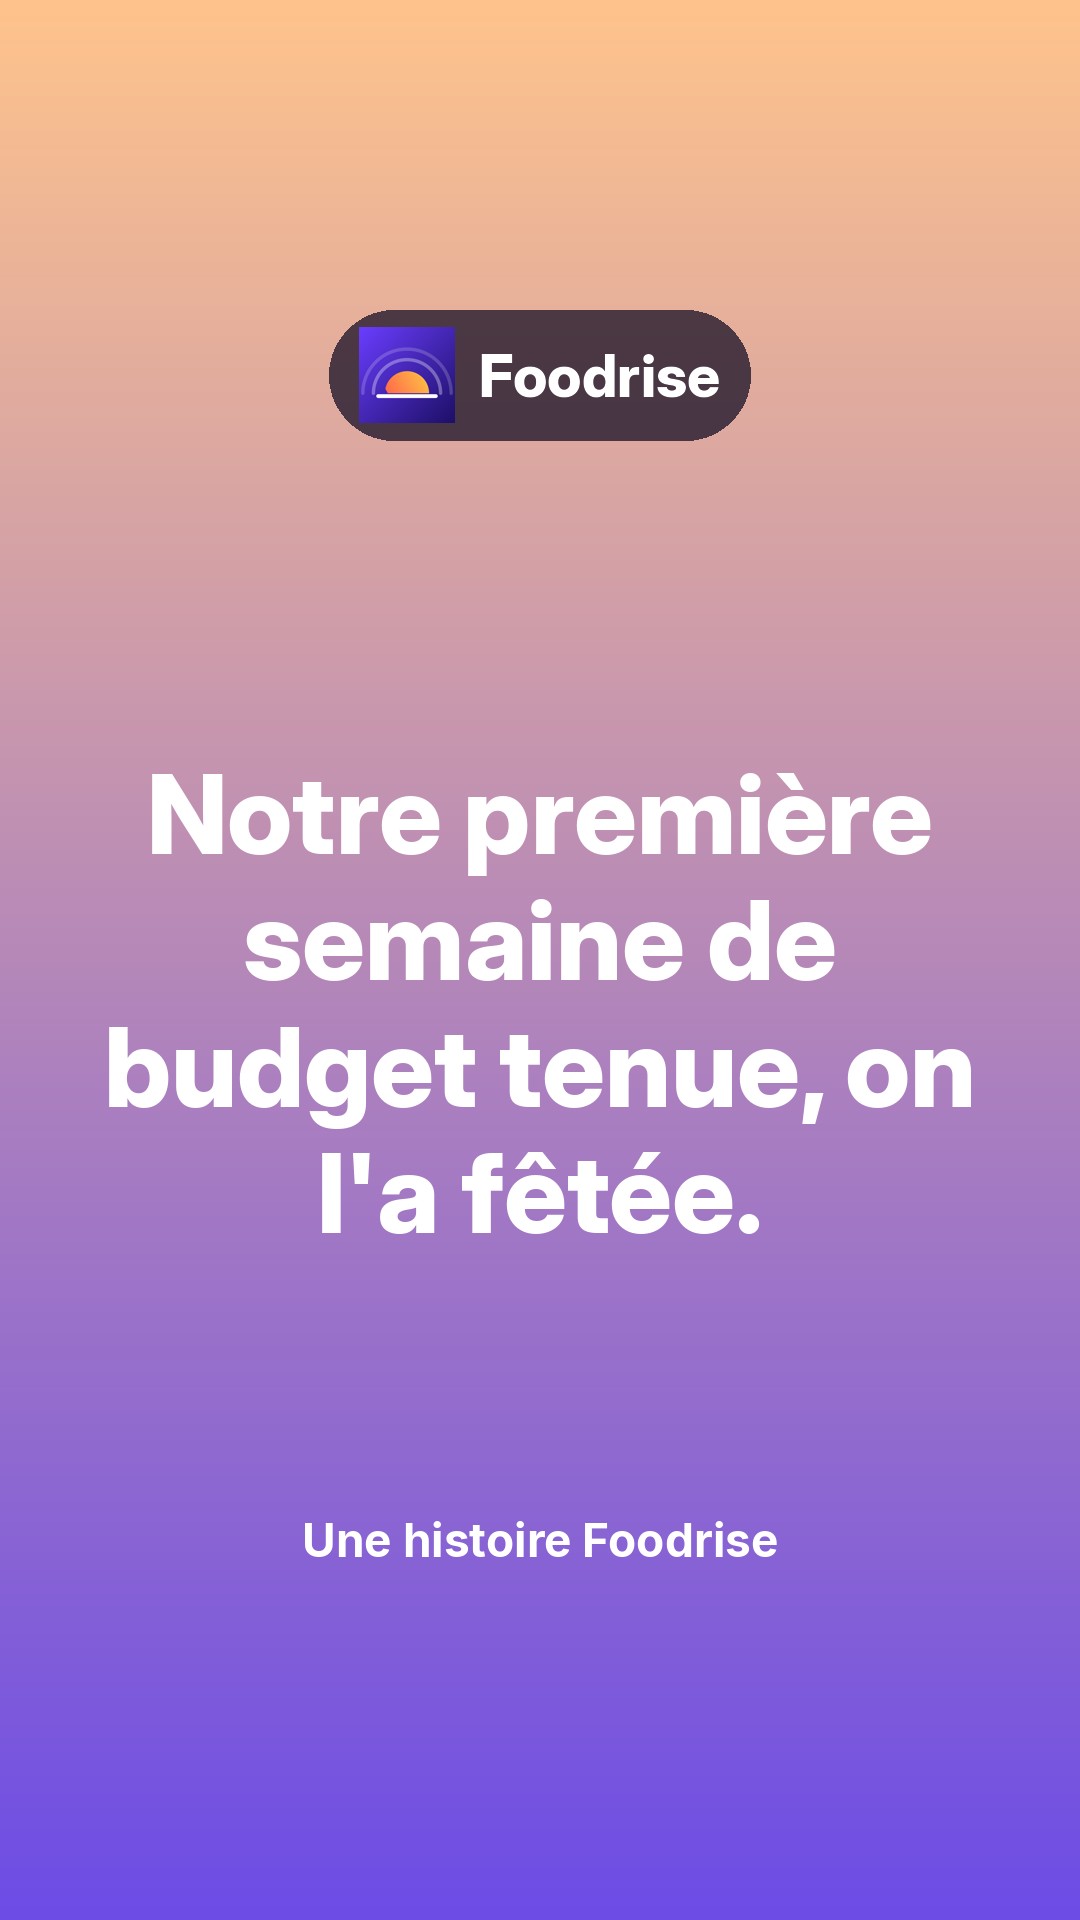 Foodrise
Notre première
semaine de
budget tenue, on
l'a fêtée.
Une histoire Foodrise